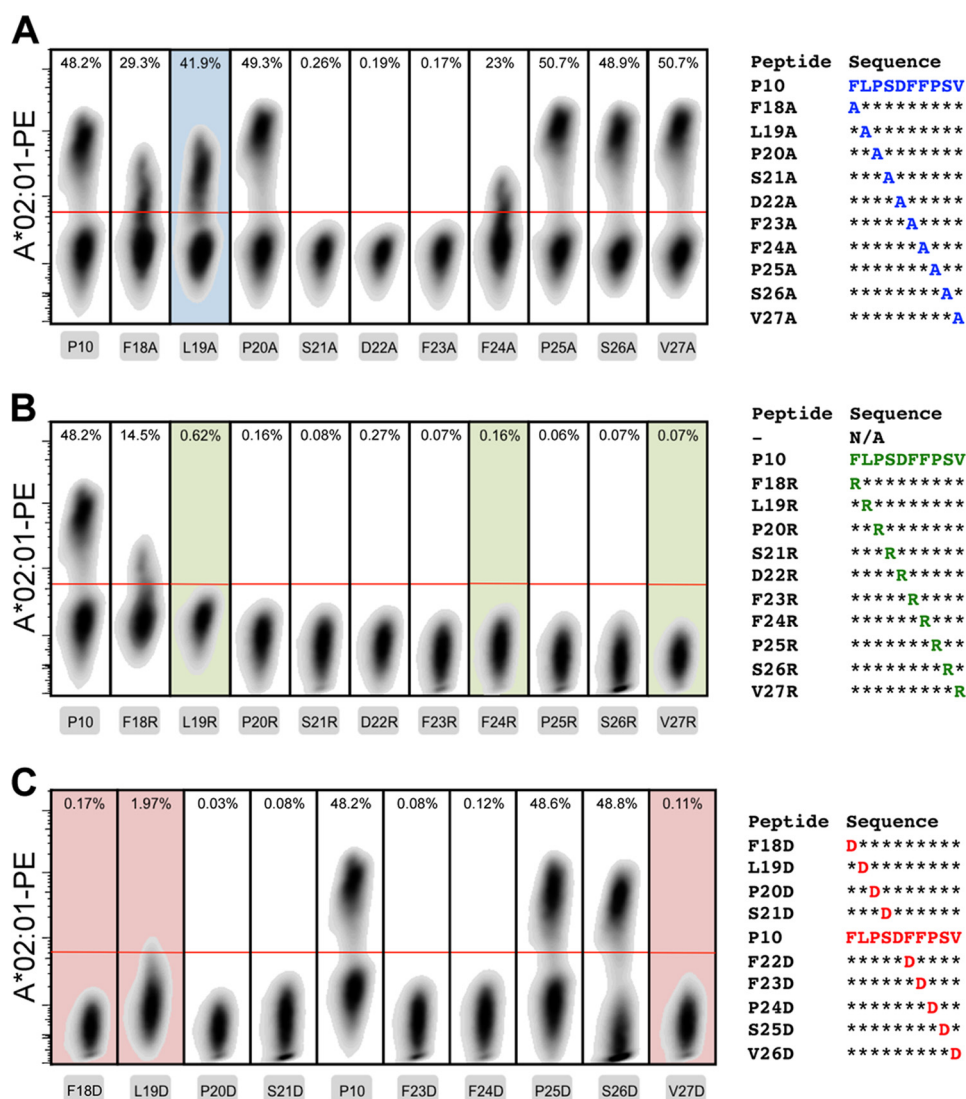 A
A*02:01-PE
48.2% 29.3% 41.9% 49.3% 0.26% 0.19% 0.17% 23% 50.7% 48.9% 50.7%
P10 F18A L19A P20A S21A D22A F23A F24A P25A S26A V27A
Peptide Sequence
P10 FLPSDFFPSV
F18A A*********
L19A *A********
P20A **A*******
S21A ***A******
D22A ****A*****
F23A *****A****
F24A ******A***
P25A *******A**
S26A ********A*
V27A *********A
B
A*02:01-PE
48.2% 14.5% 0.62% 0.16% 0.08% 0.27% 0.07% 0.16% 0.06% 0.07% 0.07%
P10 F18R L19R P20R S21R D22R F23R F24R P25R S26R V27R
Peptide Sequence
– N/A
P10 FLPSDFFPSV
F18R R*********
L19R *R********
P20R **R*******
S21R ***R******
D22R ****R*****
F23R *****R****
F24R ******R***
P25R *******R**
S26R ********R*
V27R *********R
C
A*02:01-PE
0.17% 1.97% 0.03% 0.08% 48.2% 0.08% 0.12% 48.6% 48.8% 0.11%
F18D L19D P20D S21D P10 F23D F24D P25D S26D V27D
Peptide Sequence
F18D D*********
L19D *D********
P20D **D*******
S21D ***D******
P10 FLPSDFFPSV
F22D *****D****
F23D ******D***
P24D *******D**
S25D ********D*
V26D *********D